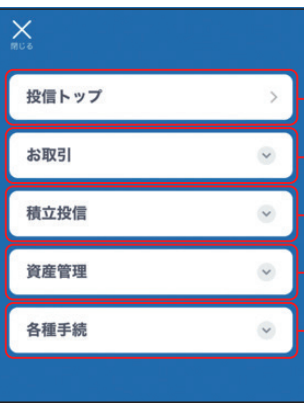 閉じる
投信トップ
お取引
積立投信
資産管理
各種手続